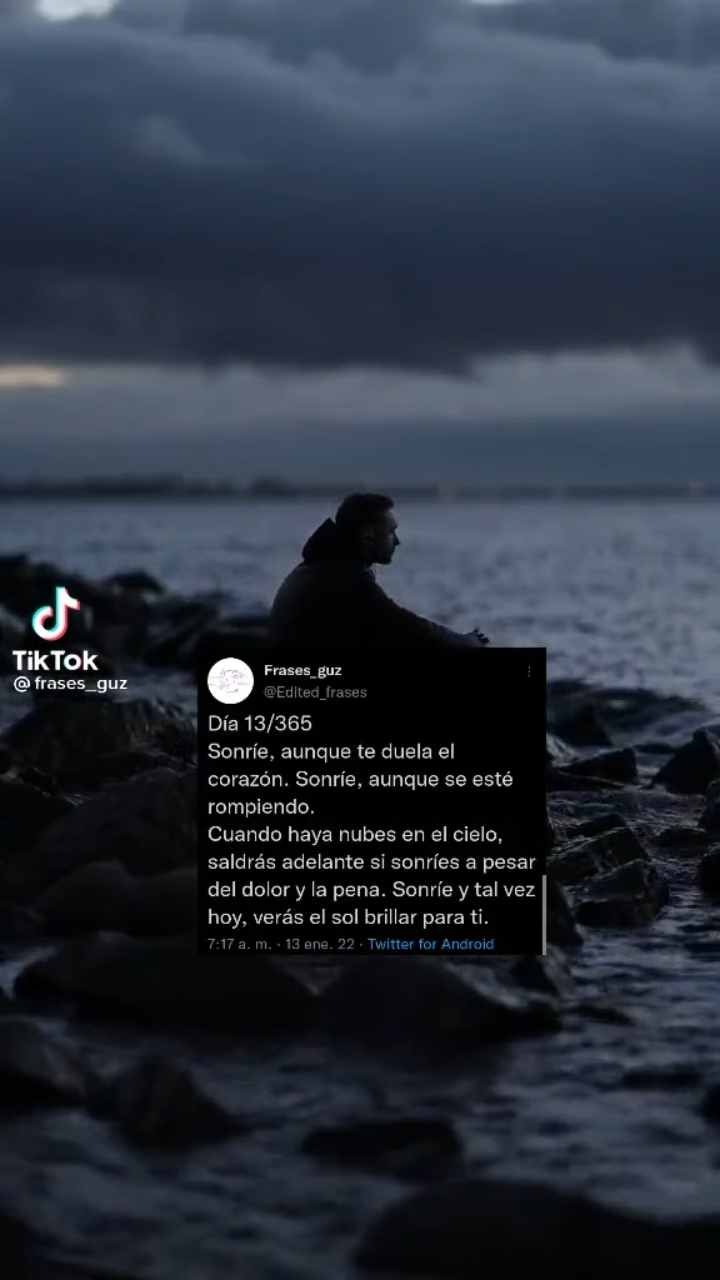 TikTok
@frases_guz
Frases_guz
@Edited_frases
Día 13/365
Sonríe, aunque te duela el
corazón. Sonríe, aunque se esté
rompiendo.
Cuando haya nubes en el cielo,
saldrás adelante si sonríes a pesar
del dolor y la pena. Sonríe y tal vez
hoy, verás el sol brillar para ti.
7:17 a. m. · 13 ene. 22 · Twitter for Android